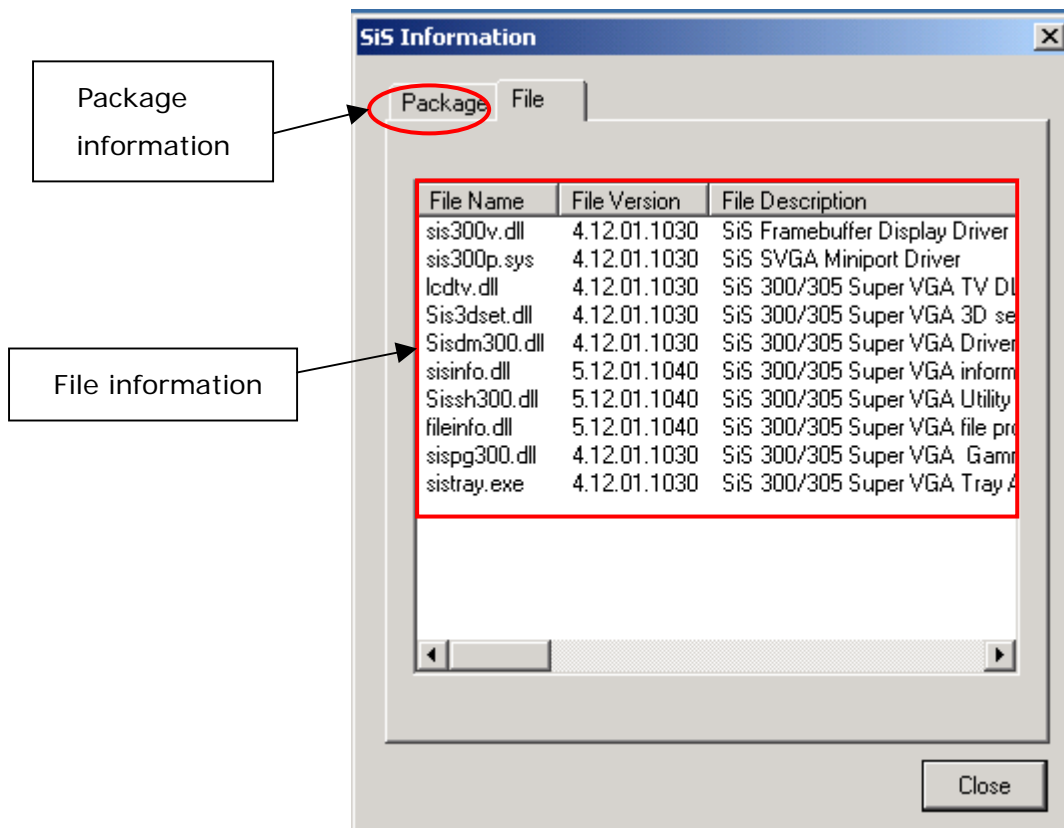 SiS Information
Package
information
Package File
File Name File Version File Description
sis300v.dll 4.12.01.1030 SiS Framebuffer Display Driver
sis300p.sys 4.12.01.1030 SiS SVGA Miniport Driver
lcdtv.dll 4.12.01.1030 SiS 300/305 Super VGA TV DL
Sis3dset.dll 4.12.01.1030 SiS 300/305 Super VGA 3D se
Sisdm300.dll 4.12.01.1030 SiS 300/305 Super VGA Driver
sisinfo.dll 5.12.01.1040 SiS 300/305 Super VGA inform
Sissh300.dll 5.12.01.1040 SiS 300/305 Super VGA Utility
fileinfo.dll 5.12.01.1040 SiS 300/305 Super VGA file pro
sispg300.dll 4.12.01.1030 SiS 300/305 Super VGA Gamm
sistray.exe 4.12.01.1030 SiS 300/305 Super VGA Tray A
File information
Close